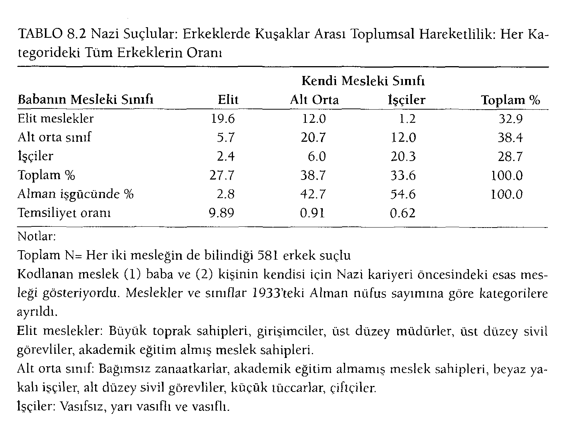 TABLO 8.2 Nazi Suçlular: Erkeklerde Kuşaklar Arası Toplumsal Hareketlilik: Her Ka-
tegorideki Tüm Erkeklerin Oranı
Kendi Mesleki Sınıfı
Babanın Mesleki Sınıfı Elit Alt Orta İşçiler Toplam %
Elit meslekler 19.6 12.0 1.2 32.9
Alt orta sınıf 5.7 20.7 12.0 38.4
İşçiler 2.4 6.0 20.3 28.7
Toplam % 27.7 38.7 33.6 100.0
Alman işgücünde % 2.8 42.7 54.6 100.0
Temsiliyet oranı 9.89 0.91 0.62
Notlar:
Toplam N= Her iki mesleğin de bilindiği 581 erkek suçlu
Kodlanan meslek (1) baba ve (2) kişinin kendisi için Nazi kariyeri öncesindeki esas mes-
leği gösteriyordu. Meslekler ve sınıflar 1933'teki Alman nüfus sayımına göre kategorilere
ayrıldı.
Elit meslekler: Büyük toprak sahipleri, girişimciler, üst düzey müdürler, üst düzey sivil
görevliler, akademik eğitim almış meslek sahipleri.
Alt orta sınıf: Bağımsız zanaatkarlar, akademik eğitim almamış meslek sahipleri, beyaz ya-
kalı işçiler, alt düzey sivil görevliler, küçük tüccarlar, çiftçiler.
İşçiler: Vasıfsız, yarı vasıflı ve vasıflı.